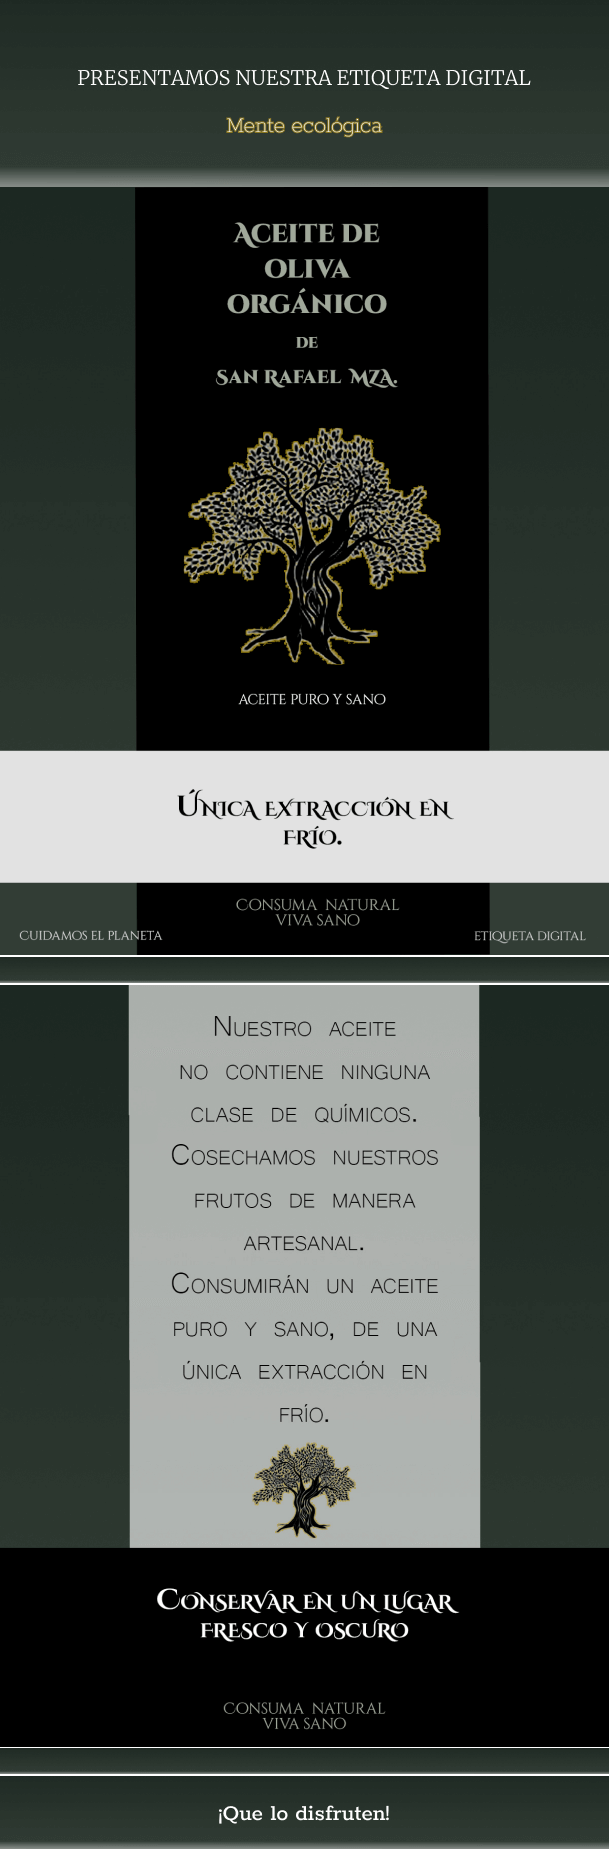 PRESENTAMOS NUESTRA ETIQUETA DIGITAL
Mente ecológica
ACEITE DE
OLIVA
ORGÁNICO
DE
SAN RAFAEL MZA.
ACEITE PURO Y SANO
ÚNICA EXTRACCIÓN EN
FRÍO.
CONSUMA NATURAL
VIVA SANO
CUIDAMOS EL PLANETA
ETIQUETA DIGITAL
NUESTRO ACEITE
NO CONTIENE NINGUNA
CLASE DE QUÍMICOS.
COSECHAMOS NUESTROS
FRUTOS DE MANERA
ARTESANAL.
CONSUMIRÁN UN ACEITE
PURO Y SANO, DE UNA
ÚNICA EXTRACCIÓN EN
FRÍO.
CONSERVAR EN UN LUGAR
FRESCO Y OSCURO
CONSUMA NATURAL
VIVA SANO
¡Que lo disfruten!